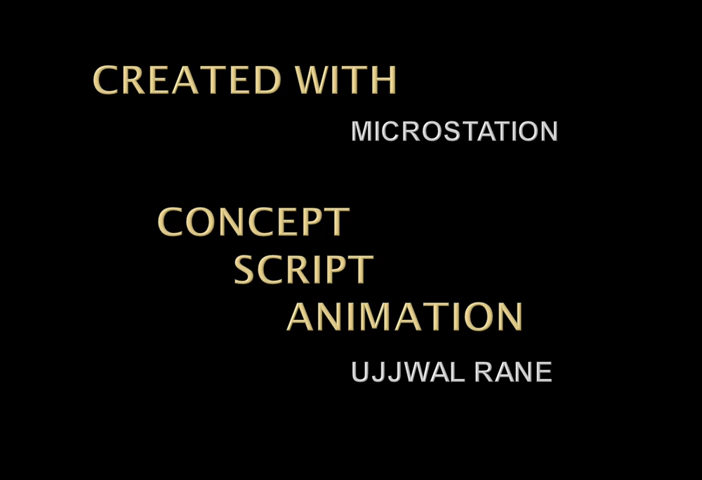 CREATED WITH
MICROSTATION
CONCEPT
SCRIPT
ANIMATION
UJJWAL RANE